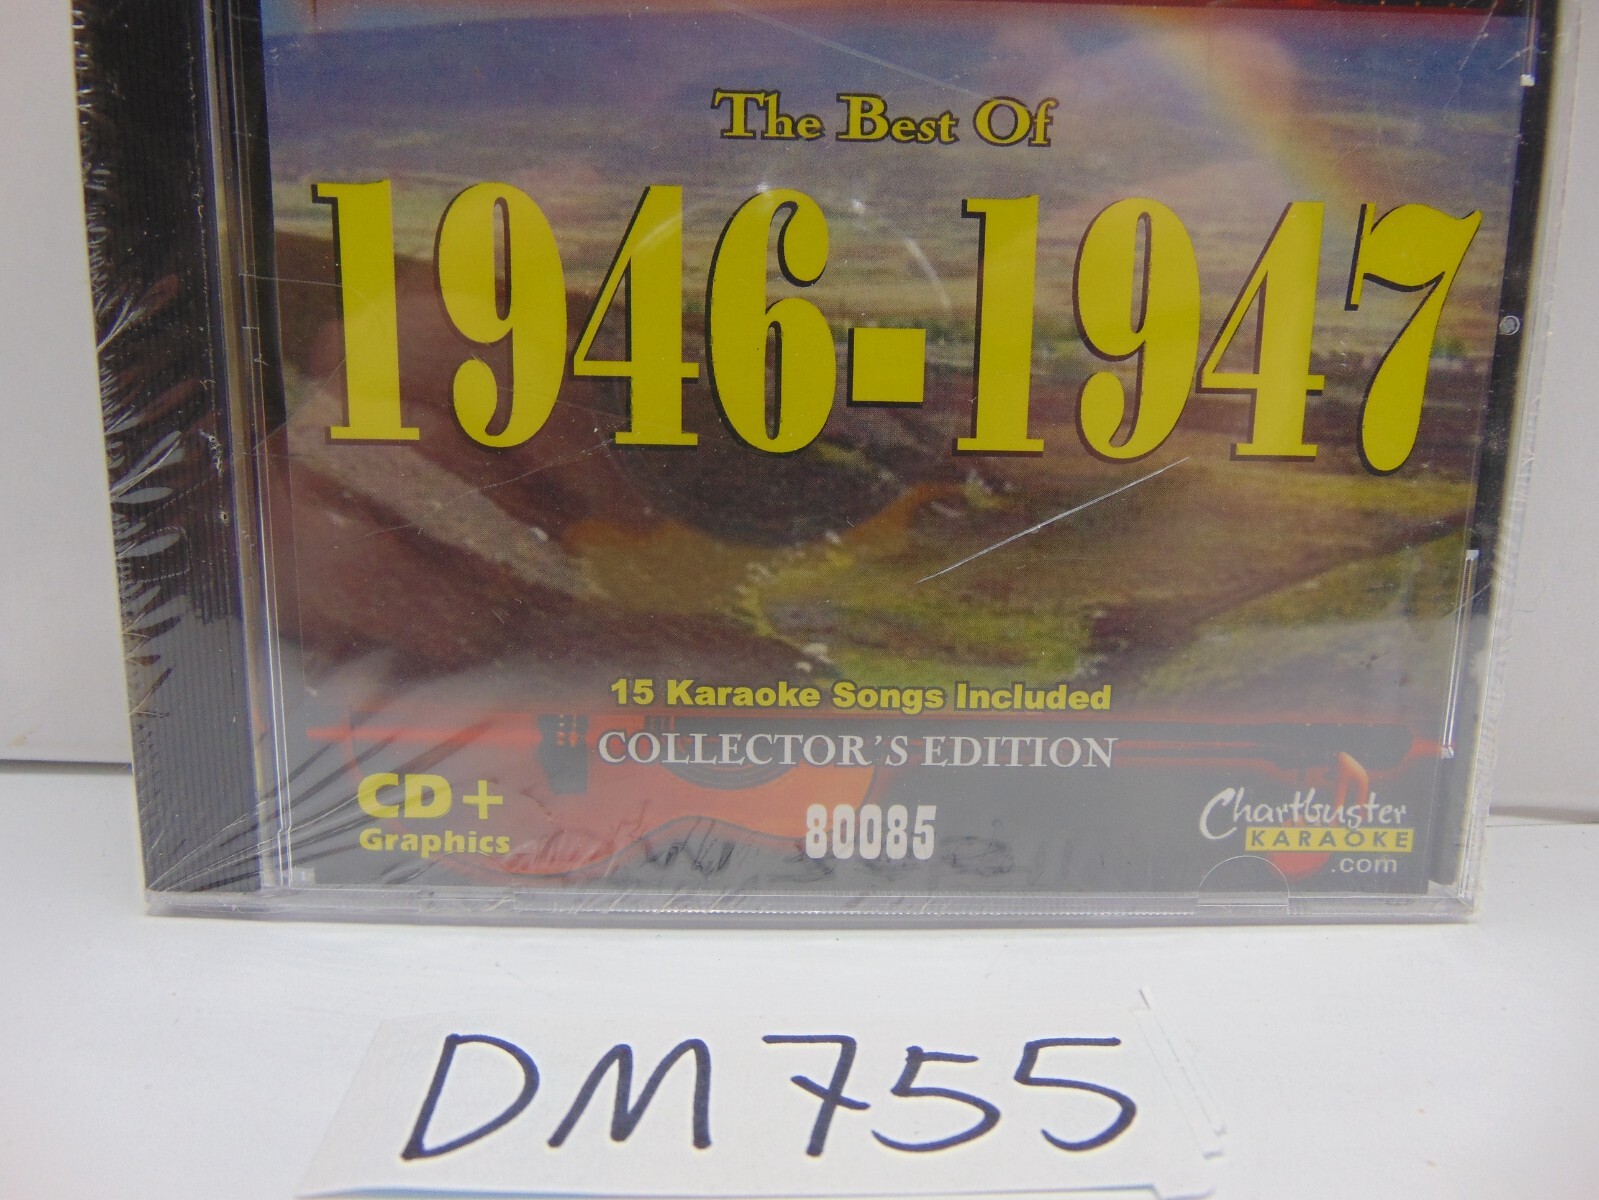 The Best Of
1946-1947
15 Karaoke Songs Included
COLLECTOR'S EDITION
CD+
Graphics
80085
Chartbuster
KARAOKE
.com
DM755